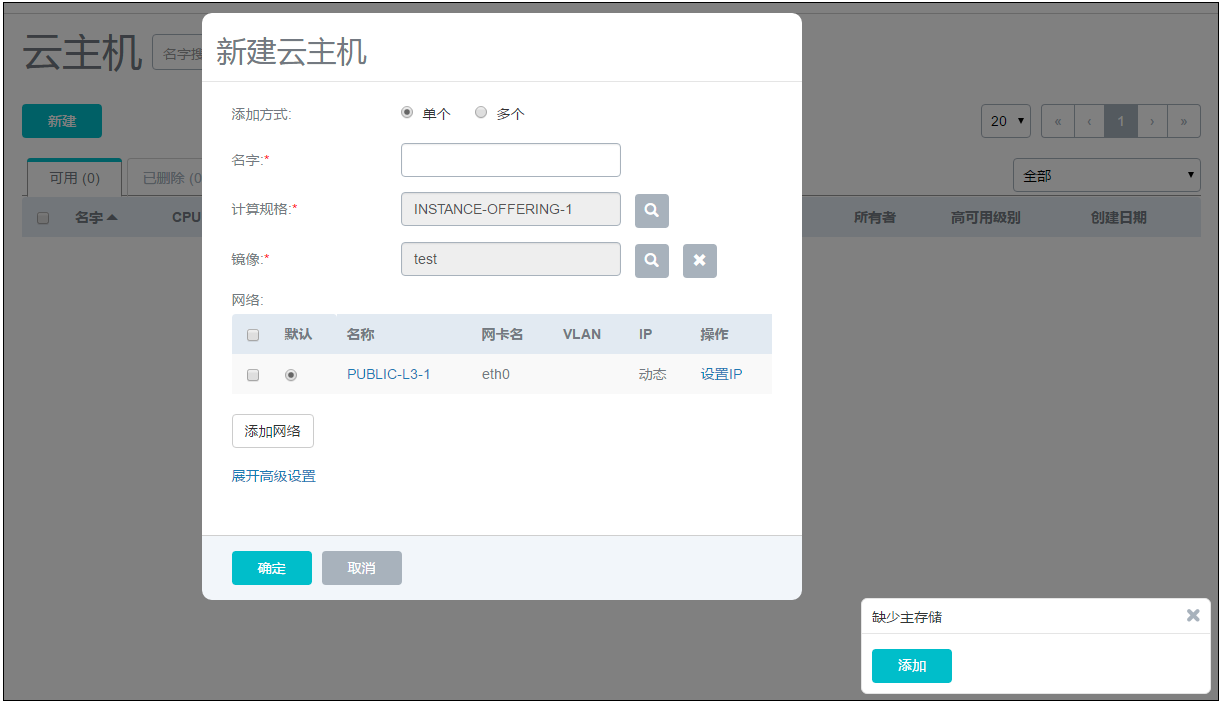 云主机
名字搜
新建
20
« ‹ 1 › »
可用 (0) 已删除 (0
全部
名字 CPU 所有者 高可用级别 创建日期
新建云主机
添加方式: 单个 多个
名字:*
计算规格:* INSTANCE-OFFERING-1
镜像:* test
网络:
默认 名称 网卡名 VLAN IP 操作
PUBLIC-L3-1 eth0 动态 设置IP
添加网络
展开高级设置
确定 取消
缺少主存储
添加